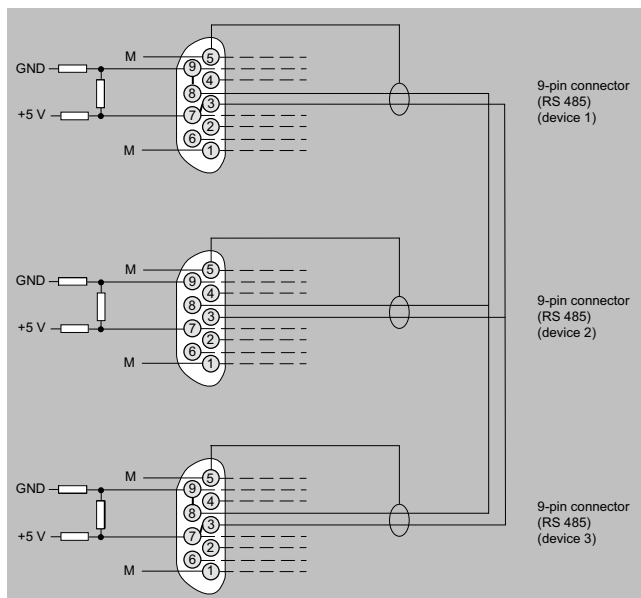 M
5
GND
9
4
8
3
+5 V
7
2
6
M
1
9-pin connector
(RS 485)
(device 1)
M
5
GND
9
4
8
3
+5 V
7
2
6
M
1
9-pin connector
(RS 485)
(device 2)
M
5
GND
9
4
8
3
+5 V
7
2
6
M
1
9-pin connector
(RS 485)
(device 3)